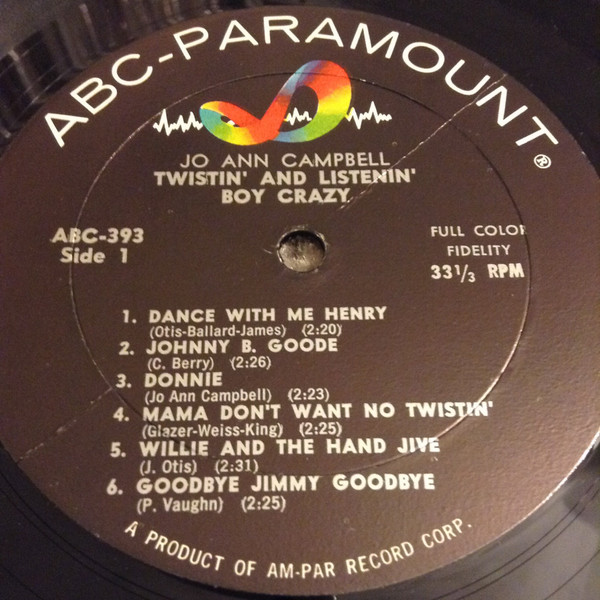 ABC-PARAMOUNT®
JO ANN CAMPBELL
TWISTIN' AND LISTENIN'
BOY CRAZY
ABC-393
Side 1
FULL COLOR
FIDELITY
33 1/3 RPM
1. DANCE WITH ME HENRY
(Otis-Ballard-James) (2:20)
2. JOHNNY B. GOODE
(C. Berry) (2:26)
3. DONNIE
(Jo Ann Campbell) (2:23)
4. MAMA DON'T WANT NO TWISTIN'
(Glazer-Weiss-King) (2:25)
5. WILLIE AND THE HAND JIVE
(J. Otis) (2:31)
6. GOODBYE JIMMY GOODBYE
(P. Vaughn) (2:25)
A PRODUCT OF AM-PAR RECORD CORP.